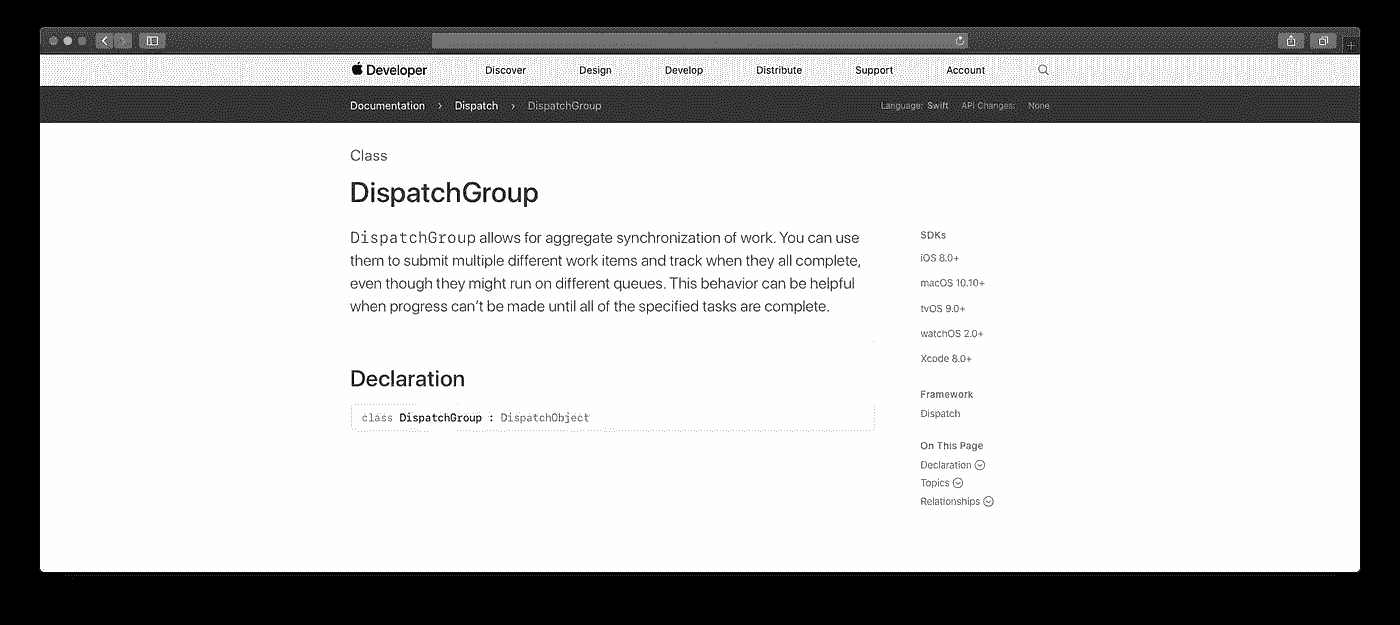 Developer Discover Design Develop Distribute Support Account
Documentation > Dispatch > DispatchGroup Language: Swift API Changes: None
Class
DispatchGroup
DispatchGroup allows for aggregate synchronization of work. You can use
them to submit multiple different work items and track when they all complete,
even though they might run on different queues. This behavior can be helpful
when progress can't be made until all of the specified tasks are complete.
Declaration
class DispatchGroup : DispatchObject
SDKs
iOS 8.0+
macOS 10.10+
tvOS 9.0+
watchOS 2.0+
Xcode 8.0+
Framework
Dispatch
On This Page
Declaration
Topics
Relationships